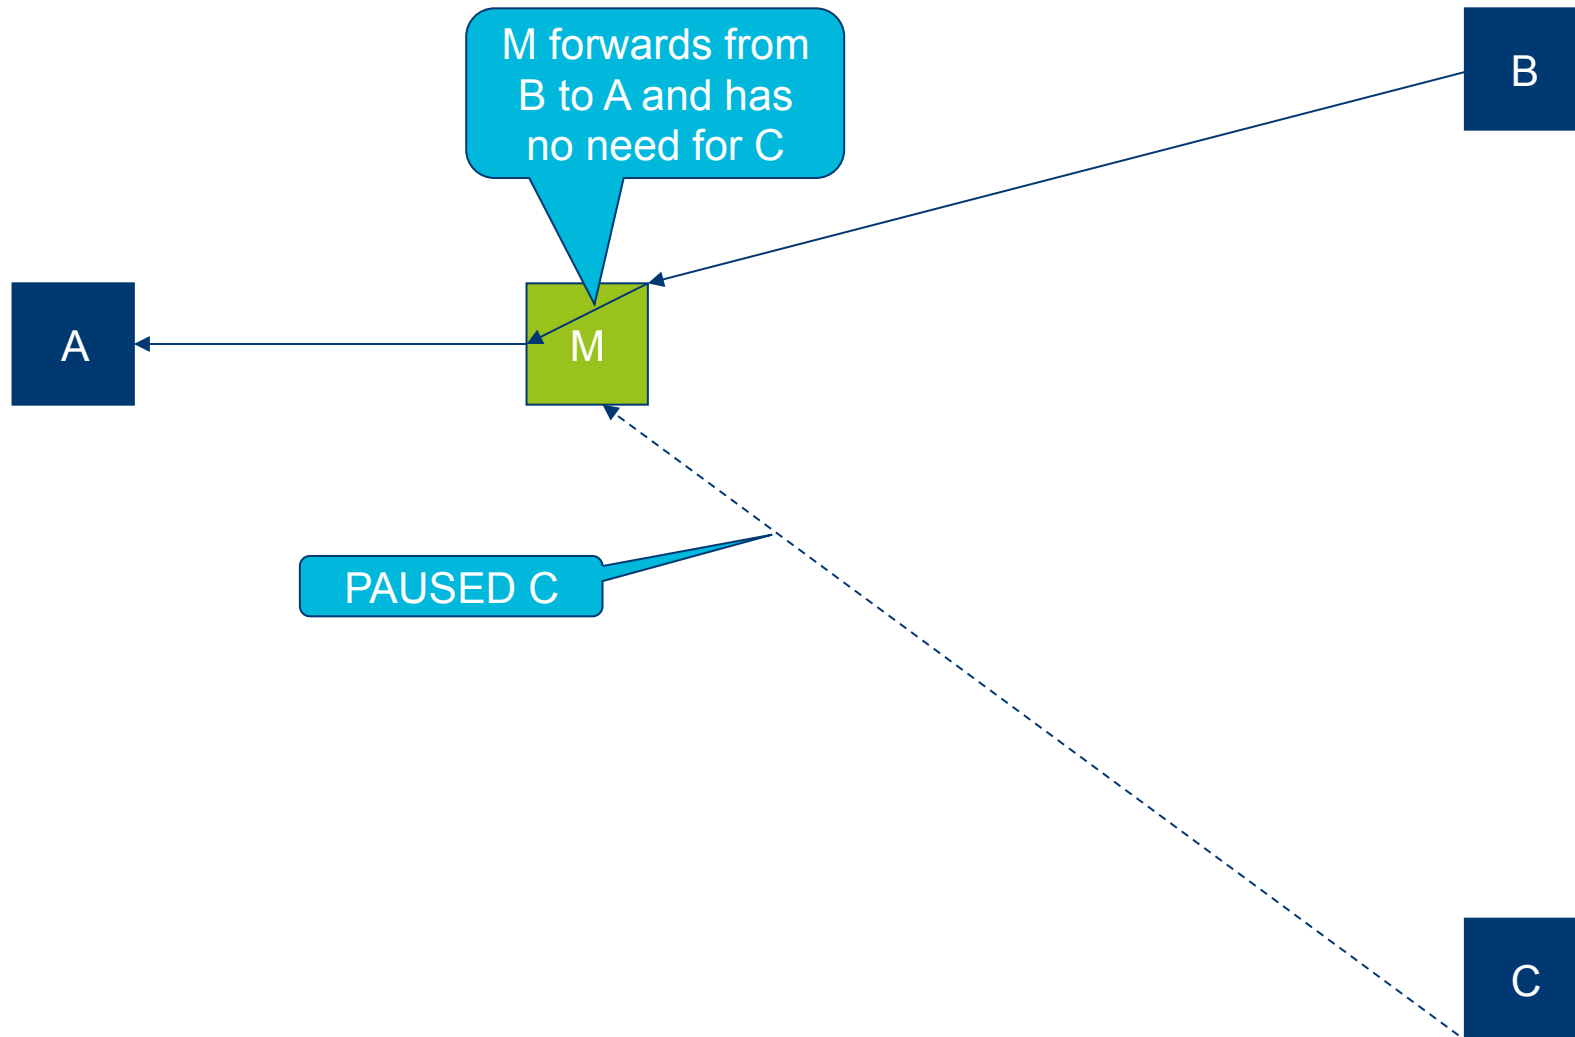 M forwards from
B to A and has
no need for C
B
A
M
PAUSED C
C